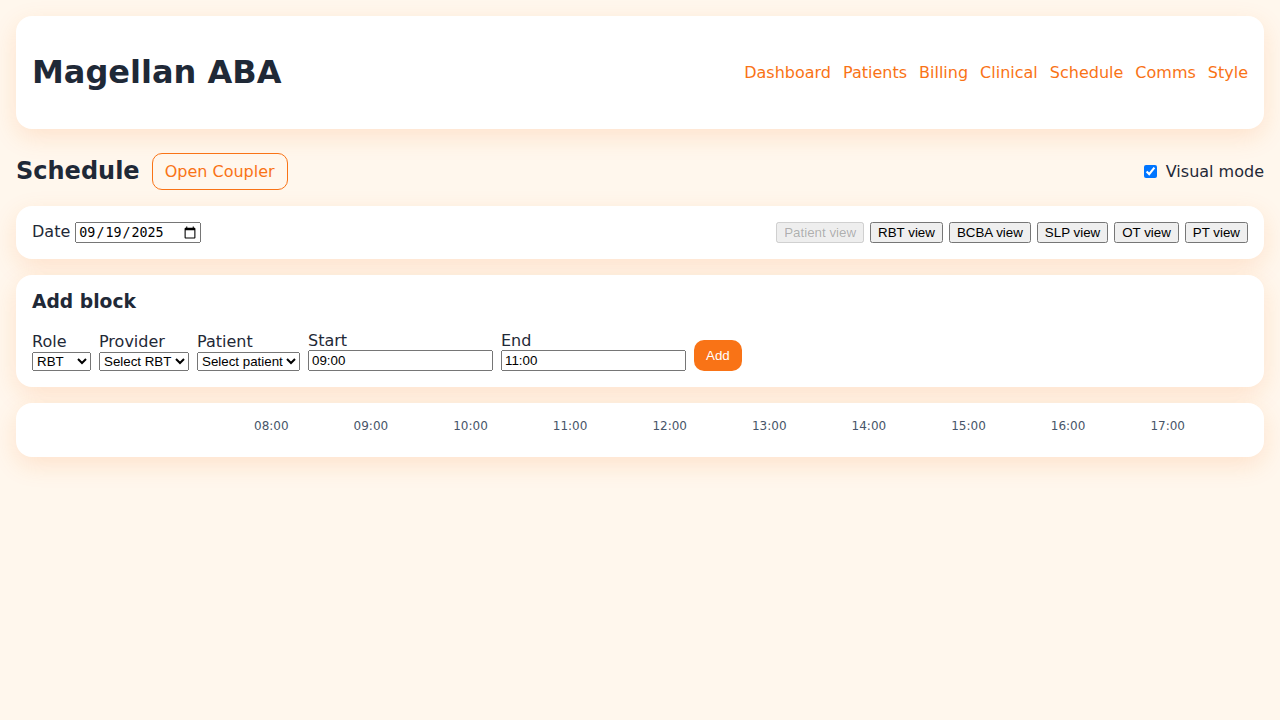 Magellan ABA
Dashboard Patients Billing Clinical Schedule Comms Style
Schedule Open Coupler Visual mode
Date 09/19/2025 Patient view RBT view BCBA view SLP view OT view PT view
Add block
Role Provider Patient Start End
RBT Select RBT Select patient 09:00 11:00 Add
08:00 09:00 10:00 11:00 12:00 13:00 14:00 15:00 16:00 17:00